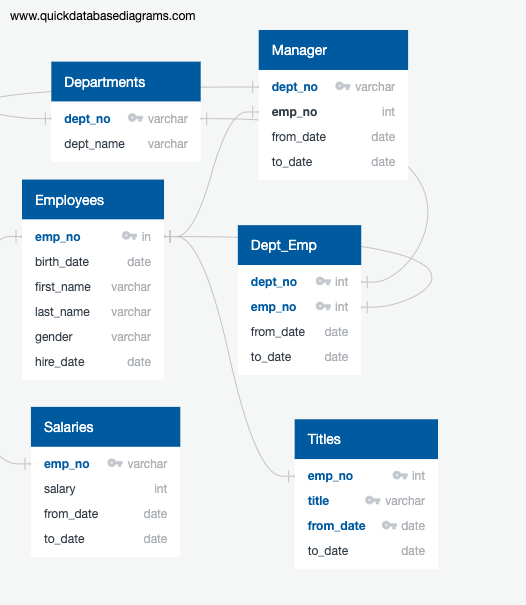 www.quickdatabasediagrams.com
Manager
dept_no varchar
emp_no int
from_date date
to_date date
Departments
dept_no varchar
dept_name varchar
Employees
emp_no in
birth_date date
first_name varchar
last_name varchar
gender varchar
hire_date date
Dept_Emp
dept_no int
emp_no int
from_date date
to_date date
Salaries
emp_no varchar
salary int
from_date date
to_date date
Titles
emp_no int
title varchar
from_date date
to_date date